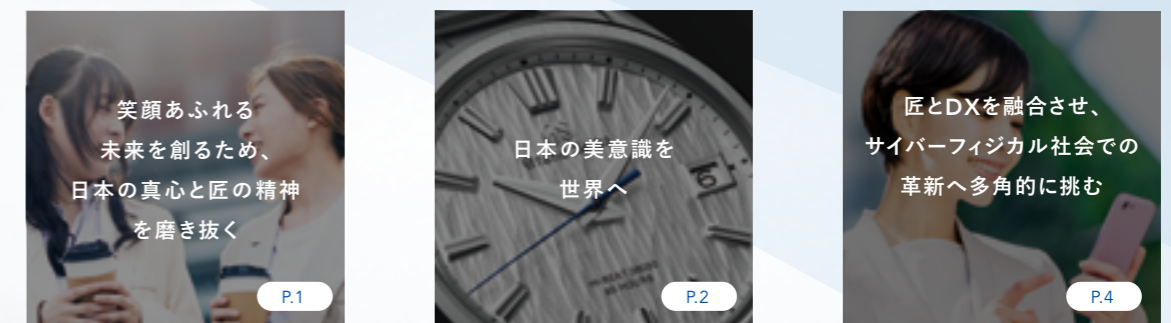 笑顔あふれる
未来を創るため、
日本の真心と匠の精神
を磨き抜く
P.1
日本の美意識を
世界へ
P.2
匠とDXを融合させ、
サイバーフィジカル社会での
革新へ多角的に挑む
P.4